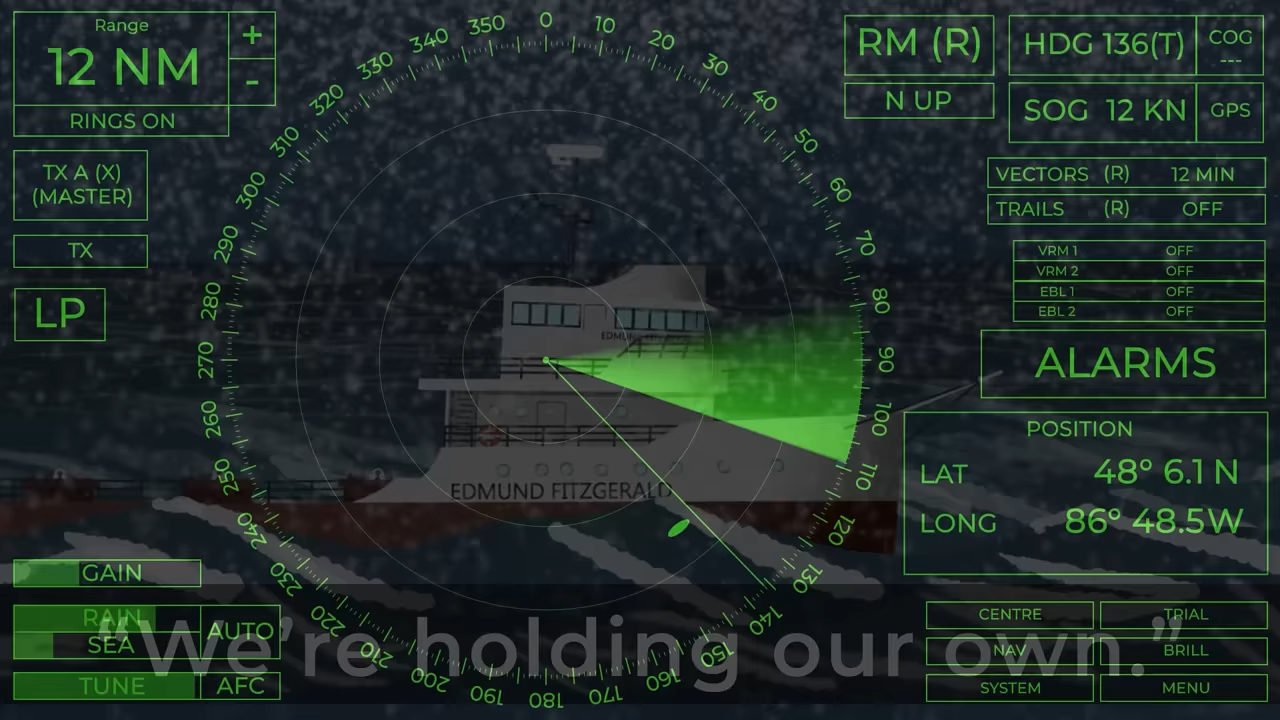 Range
12 NM
+
-
RINGS ON
TX A (X)
(MASTER)
TX
LP
0
10
20
30
40
50
60
70
80
90
100
110
120
130
140
150
160
170
180
190
200
210
220
230
240
250
260
270
280
290
300
310
320
330
340
350
RM (R)
N UP
HDG 136(T)
COG
---
SOG 12 KN
GPS
VECTORS (R) 12 MIN
TRAILS (R) OFF
VRM 1 OFF
VRM 2 OFF
EBL 1 OFF
EBL 2 OFF
ALARMS
POSITION
LAT 48° 6.1 N
LONG 86° 48.5W
EDMUND FITZGERALD
GAIN
RAIN
SEA
AUTO
TUNE
AFC
"We're holding our own."
CENTRE
TRIAL
NAV
BRILL
SYSTEM
MENU